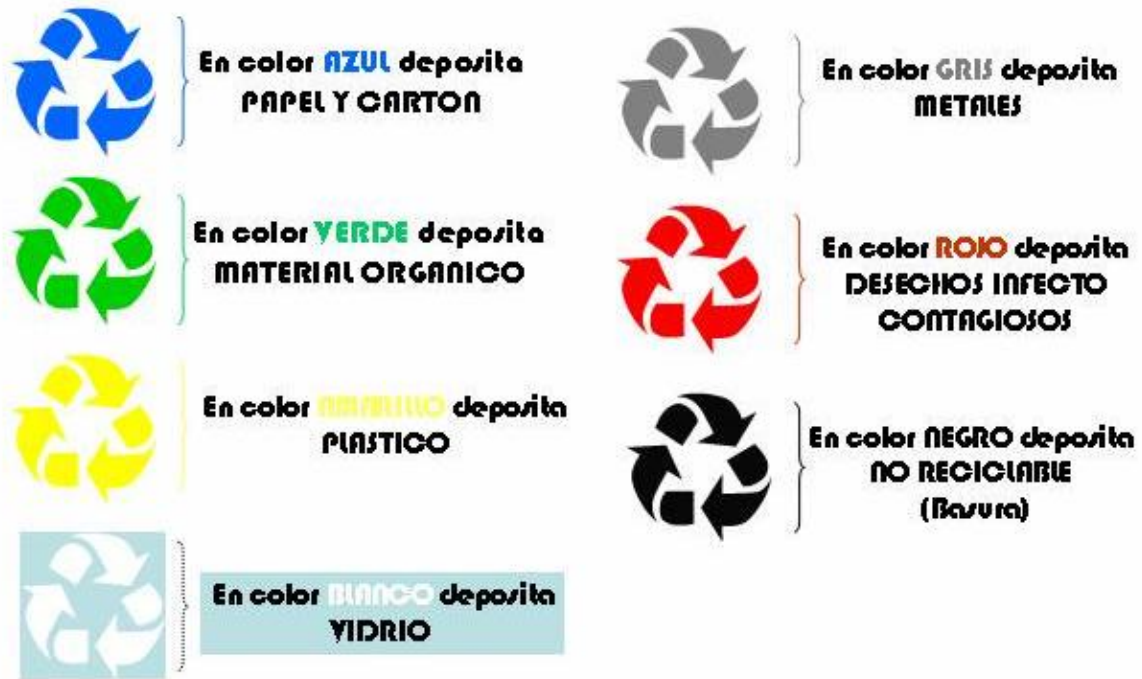 En color AZUL deposita
PAPEL Y CARTON
En color VERDE deposita
MATERIAL ORGANICO
En color AMARILLO deposita
PLASTICO
En color BLANCO deposita
VIDRIO
En color GRIS deposita
METALES
En color ROJO deposita
DESECHOS INFECTO
CONTAGIOSOS
En color NEGRO deposita
NO RECICLABLE
(Basura)